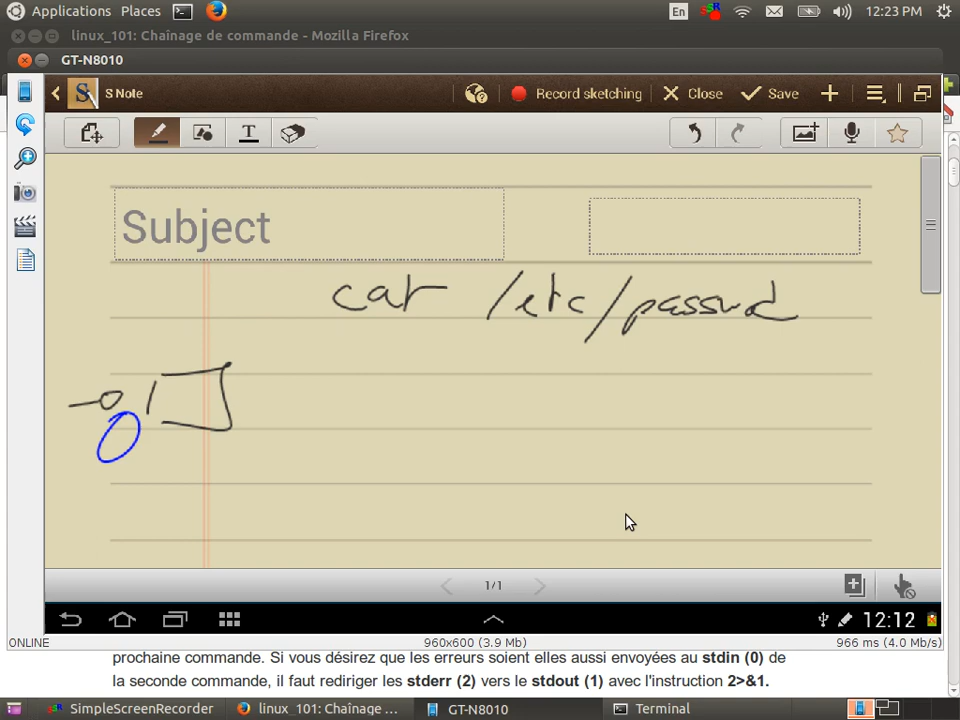 Applications Places En 12:23 PM
linux_101: Chaînage de commande - Mozilla Firefox
GT-N8010
S Note Record sketching Close Save
T
Subject
cat /etc/passwd
0
1/1
12:12
ONLINE 960x600 (3.9 Mb) 966 ms (4.0 Mb/s)
prochaine commande. Si vous désirez que les erreurs soient elles aussi envoyées au stdin (0) de
la seconde commande, il faut rediriger les stderr (2) vers le stdout (1) avec l'instruction 2>&1.
SimpleScreenRecorder linux_101: Chaînage ... GT-N8010 Terminal